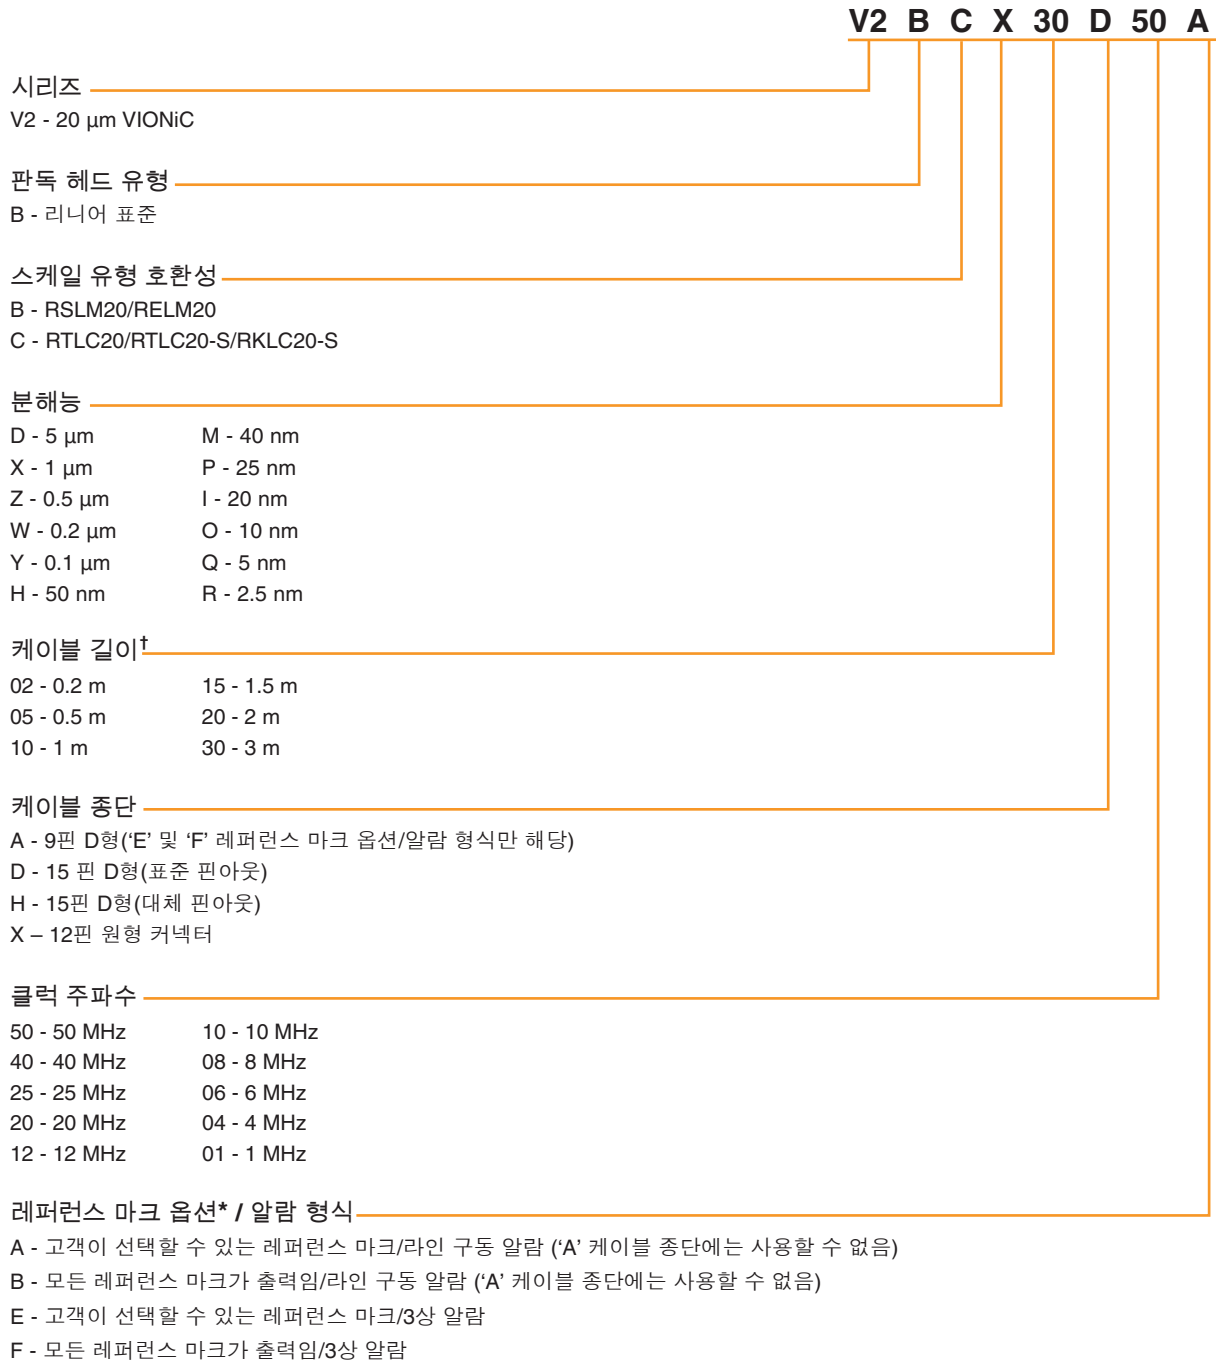 V2 B C X 30 D 50 A
시리즈
V2 - 20 µm VIONiC
판독 헤드 유형
B - 리니어 표준
스케일 유형 호환성
B - RSLM20/RELM20
C - RTLC20/RTLC20-S/RKLC20-S
분해능
D - 5 µm M - 40 nm
X - 1 µm P - 25 nm
Z - 0.5 µm I - 20 nm
W - 0.2 µm O - 10 nm
Y - 0.1 µm Q - 5 nm
H - 50 nm R - 2.5 nm
케이블 길이†
02 - 0.2 m 15 - 1.5 m
05 - 0.5 m 20 - 2 m
10 - 1 m 30 - 3 m
케이블 종단
A - 9핀 D형(‘E’ 및 ‘F’ 레퍼런스 마크 옵션/알람 형식만 해당)
D - 15 핀 D형(표준 핀아웃)
H - 15핀 D형(대체 핀아웃)
X – 12핀 원형 커넥터
클럭 주파수
50 - 50 MHz 10 - 10 MHz
40 - 40 MHz 08 - 8 MHz
25 - 25 MHz 06 - 6 MHz
20 - 20 MHz 04 - 4 MHz
12 - 12 MHz 01 - 1 MHz
레퍼런스 마크 옵션* / 알람 형식
A - 고객이 선택할 수 있는 레퍼런스 마크/라인 구동 알람 (‘A’ 케이블 종단에는 사용할 수 없음)
B - 모든 레퍼런스 마크가 출력임/라인 구동 알람 (‘A’ 케이블 종단에는 사용할 수 없음)
E - 고객이 선택할 수 있는 레퍼런스 마크/3상 알람
F - 모든 레퍼런스 마크가 출력임/3상 알람